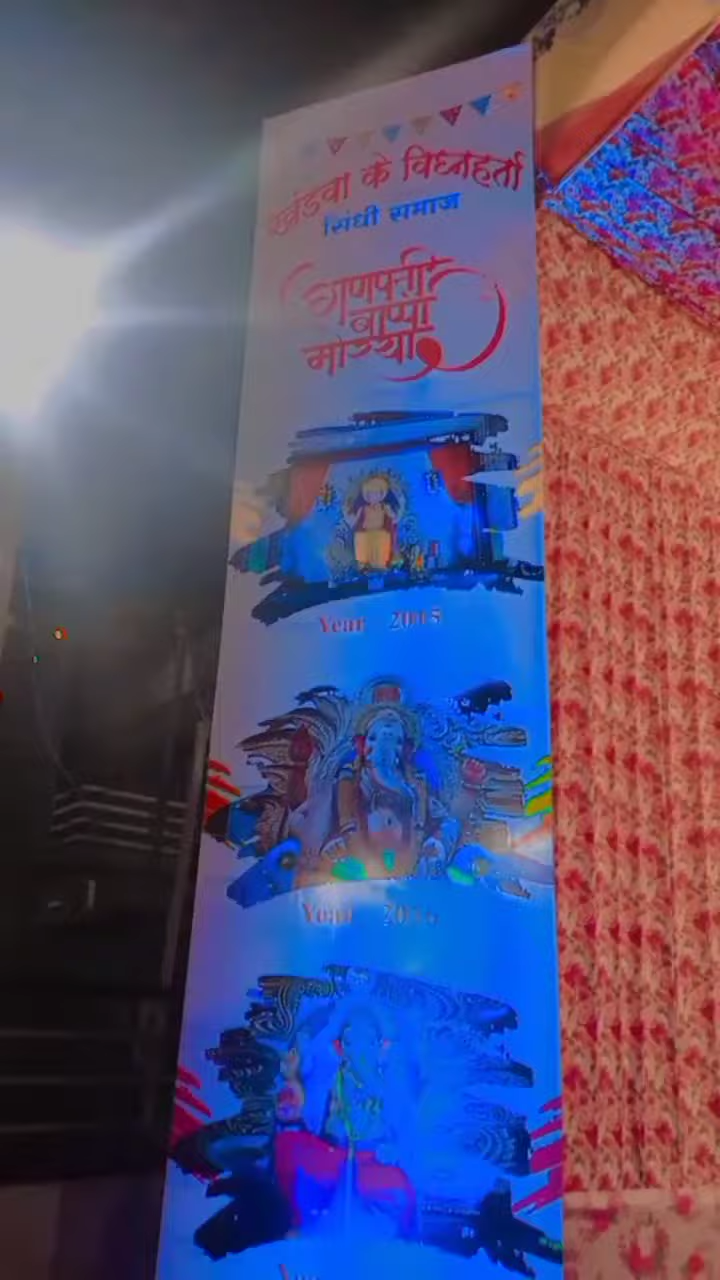 खंडवा के विघ्नहर्ता
सिंधी समाज
गणपती
बाप्पा
मोरया
Year 2015
Year